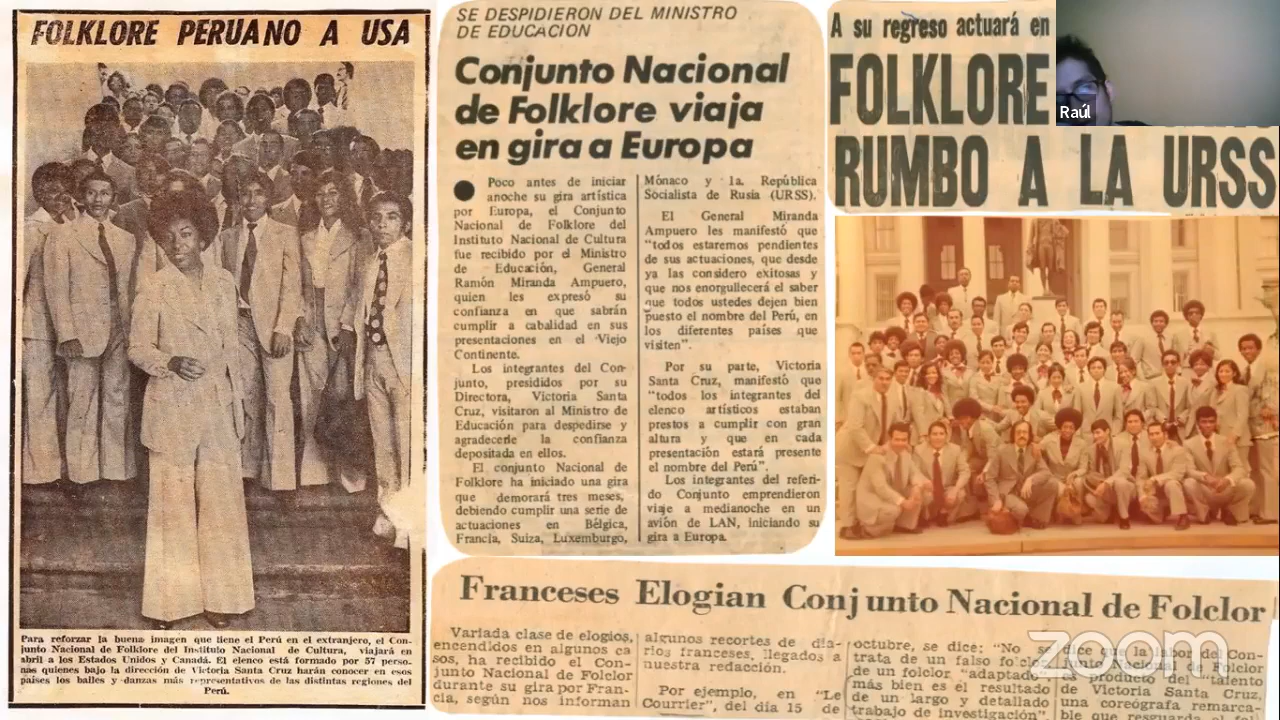 FOLKLORE PERUANO A USA
Para reforzar la buena imagen que tiene el Perú en el extranjero, el Con-
junto Nacional de Folklore del Instituto Nacional de Cultura, viajará en
abril a los Estados Unidos y Canadá. El elenco está formado por 57 perso-
nas quienes bajo la dirección de Victoria Santa Cruz harán conocer en esos
países los bailes y danzas más representativos de las distintas regiones del
Perú.
SE DESPIDIERON DEL MINISTRO
DE EDUCACION
Conjunto Nacional
de Folklore viaja
en gira a Europa
Poco antes de iniciar
anoche su gira artística
por Europa, el Conjunto
Nacional de Folklore del
Instituto Nacional de Cultura
fue recibido por el Ministro
de Educación, General
Ramón Miranda Ampuero,
quien les expresó su
confianza en que sabrán
cumplir a cabalidad en sus
presentaciones en el Viejo
Continente.
Los integrantes del Con-
junto, presididos por su
Directora, Victoria Santa
Cruz, visitaron al Ministro de
Educación para despedirse y
agradecerle la confianza
depositada en ellos.
El conjunto Nacional de
Folklore ha iniciado una gira
que demorará tres meses,
debiendo cumplir una serie de
actuaciones en Bélgica,
Francia, Suiza, Luxemburgo,
Mónaco y la República
Socialista de Rusia (URSS).
El General Miranda
Ampuero les manifestó que
"todos estaremos pendientes
de sus actuaciones, que desde
ya las considero exitosas y
que nos enorgullecerá el saber
que todos ustedes dejen bien
puesto el nombre del Perú, en
los diferentes países que
visiten".
Por su parte, Victoria
Santa Cruz, manifestó que
"todos los integrantes del
elenco artísticos estaban
prestos a cumplir con gran
altura y que en cada
presentación estará presente
el nombre del Perú".
Los integrantes del referi-
do Conjunto emprendieron
viaje a medianoche en un
avión de LAN, iniciando su
gira a Europa.
A su regreso actuará en
FOLKLORE
RUMBO A LA URSS
Raúl
Franceses Elogian Conjunto Nacional de Folclor
Variada clase de elogios,
encendidos en algunos ca
sos, ha recibido el Con-
junto Nacional de Folclor
durante su gira por Fran-
cia, según nos informan
algunos recortes de dia-
rios franceses, llegados a
nuestra redacción.
Por ejemplo, en "Le
Courrier", del día 15 de
octubre, se dice: "No se
trata de un falso folclor
de un folclor "adaptado"
más bien es el resultado
de un largo y detallado
trabajo de investigación"
dice que la labor del Con-
junto Nacional de Folclor
es producto del "talento
de Victoria Santa Cruz,
una coreógrafa remarca-
ble que
zoom